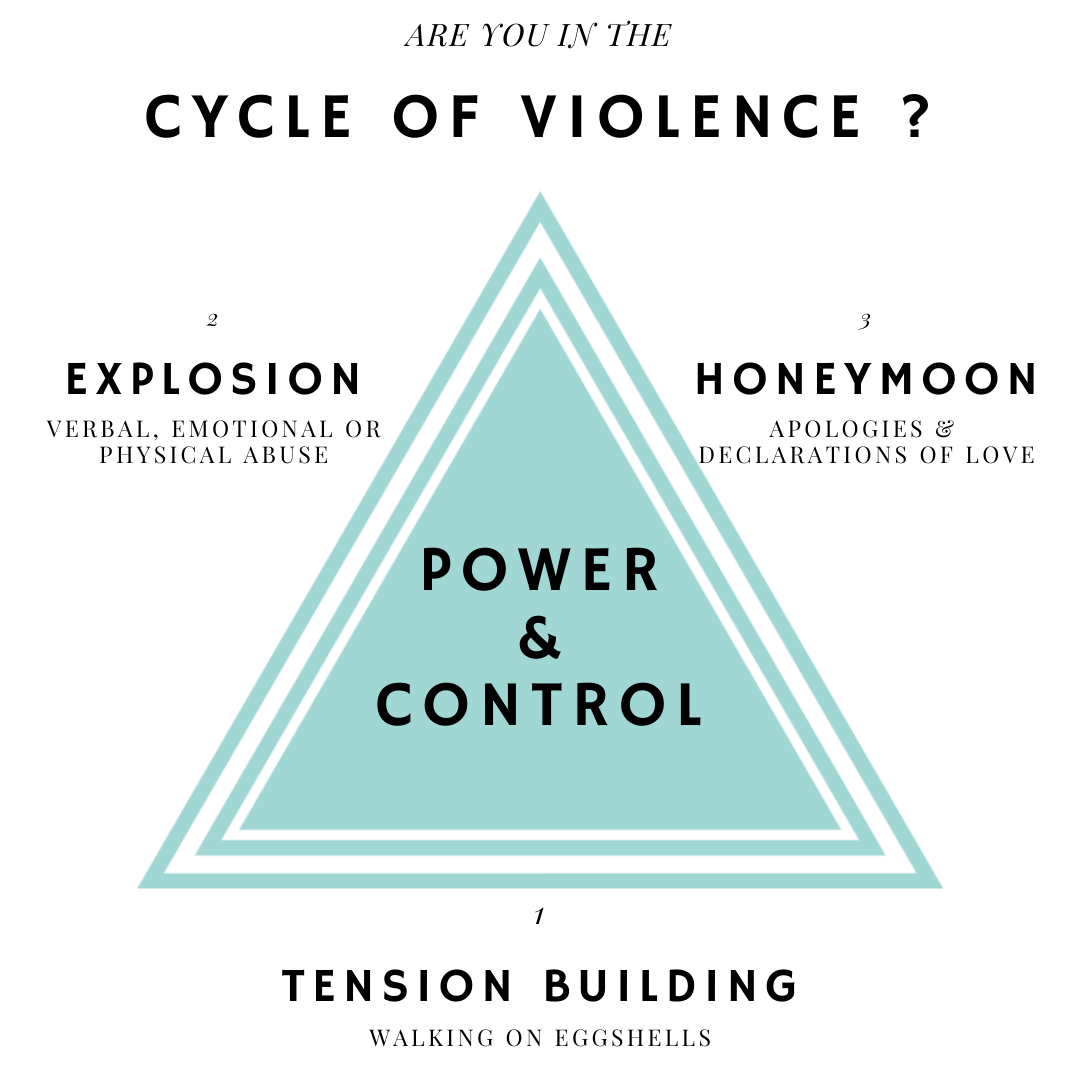 ARE YOU IN THE
CYCLE OF VIOLENCE ?
2
EXPLOSION
VERBAL, EMOTIONAL OR
PHYSICAL ABUSE
3
HONEYMOON
APOLOGIES &
DECLARATIONS OF LOVE
POWER
&
CONTROL
1
TENSION BUILDING
WALKING ON EGGSHELLS